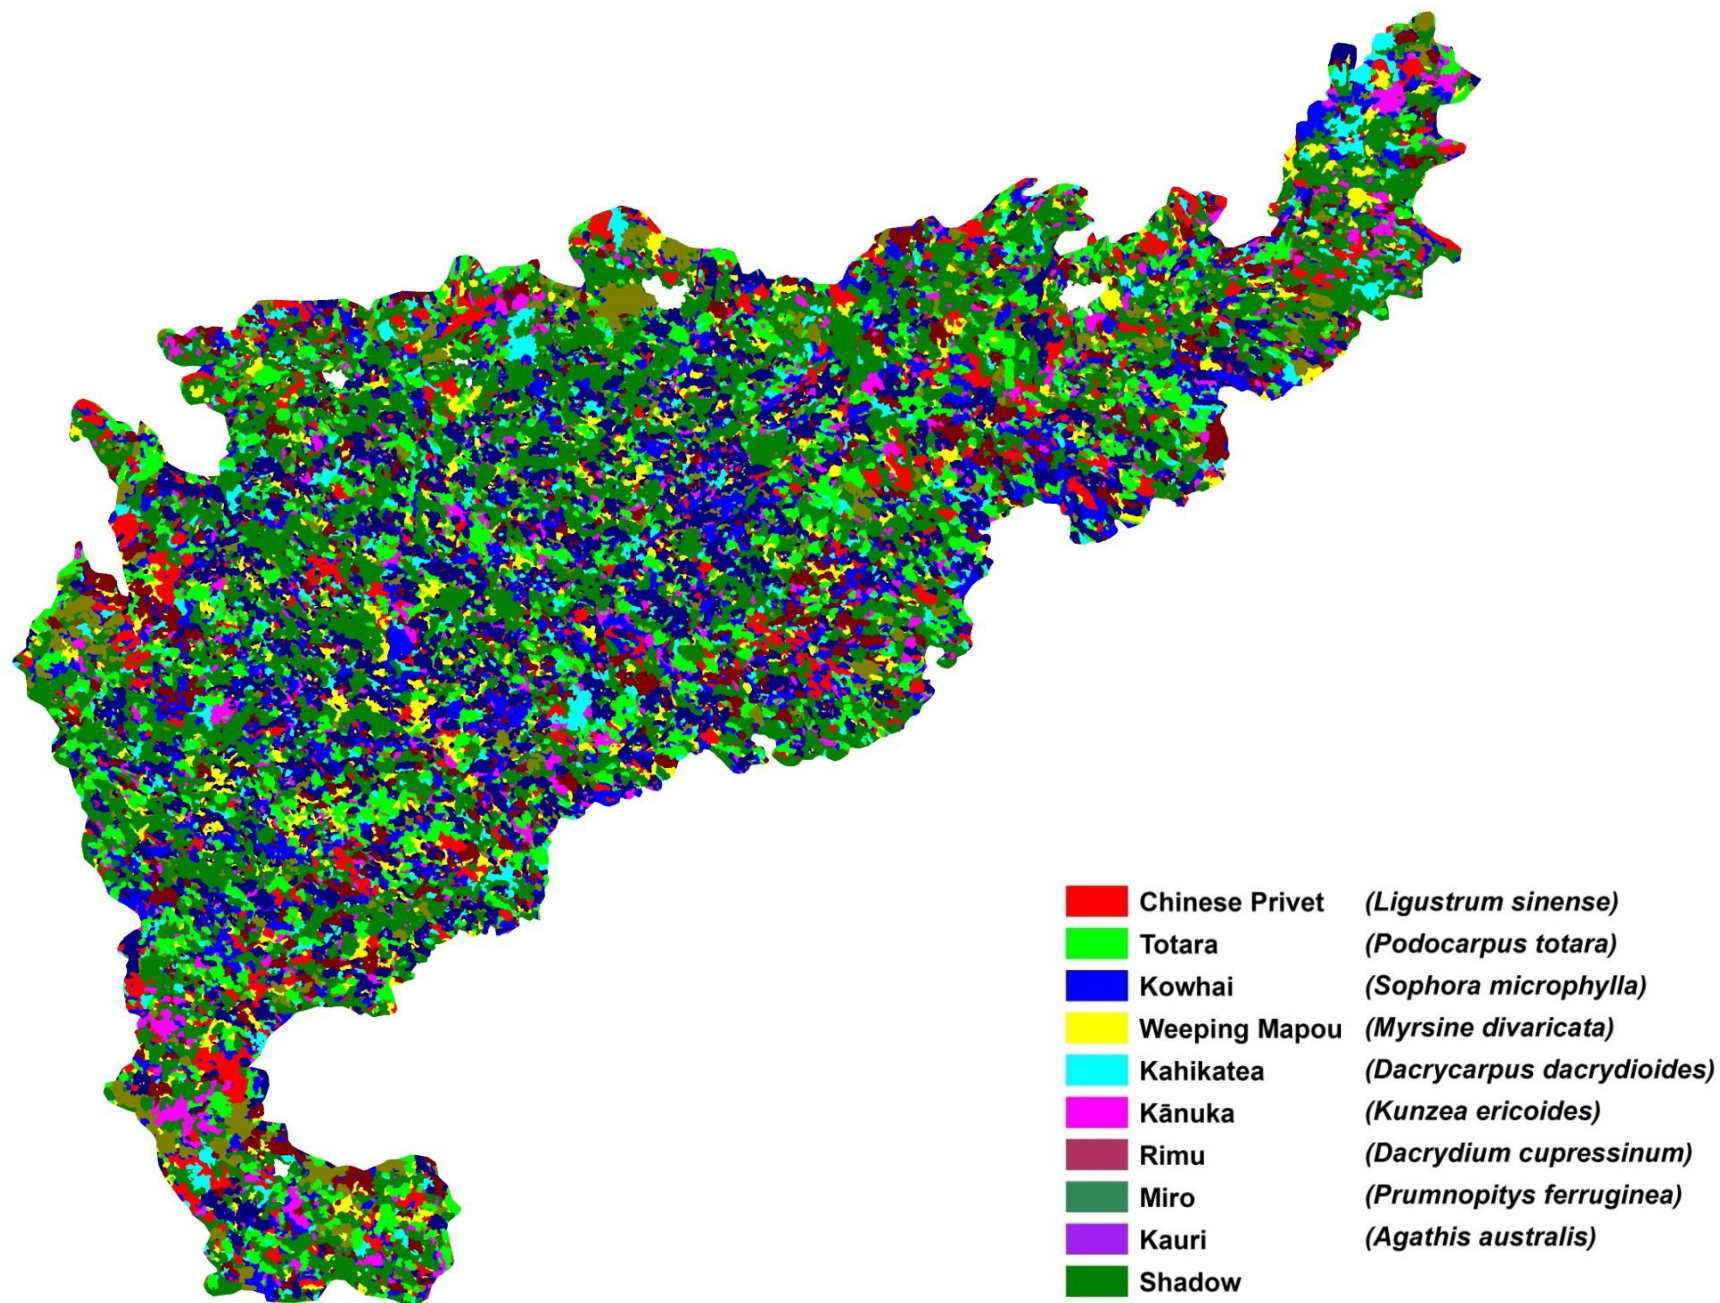 Chinese Privet (Ligustrum sinense)
Totara (Podocarpus totara)
Kowhai (Sophora microphylla)
Weeping Mapou (Myrsine divaricata)
Kahikatea (Dacrycarpus dacrydioides)
Kānuka (Kunzea ericoides)
Rimu (Dacrydium cupressinum)
Miro (Prumnopitys ferruginea)
Kauri (Agathis australis)
Shadow